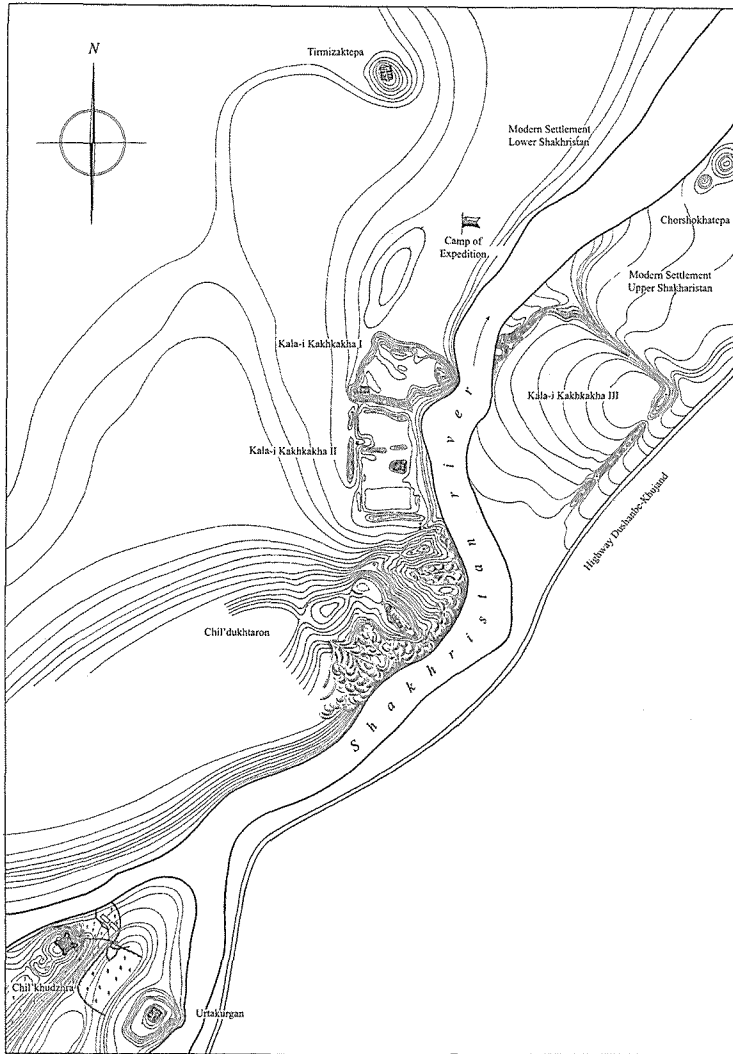 N
Tirmizaktepa
Modern Settlement
Lower Shakhristan
Chorshokhatepa
Camp of
Expedition
Modern Settlement
Upper Shakharistan
Kala-i Kakhkakha I
Kala-i Kakhkakha III
Kala-i Kakhkakha II
Highway Dushanbe-Khujand
Shakhristan river
Chil'dukhtaron
Chil'khudzhra
Urtakurgan